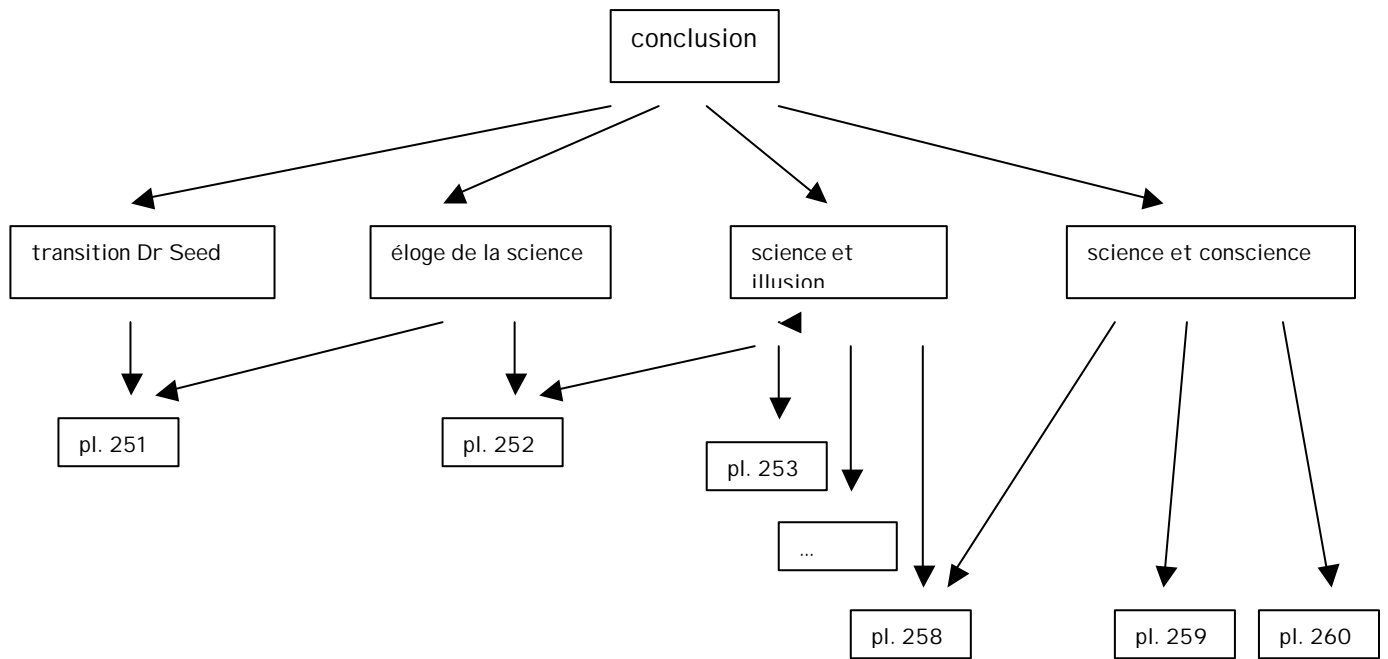 conclusion
transition Dr Seed
éloge de la science
science et
illusion
science et conscience
pl. 251
pl. 252
pl. 253
...
pl. 258
pl. 259
pl. 260